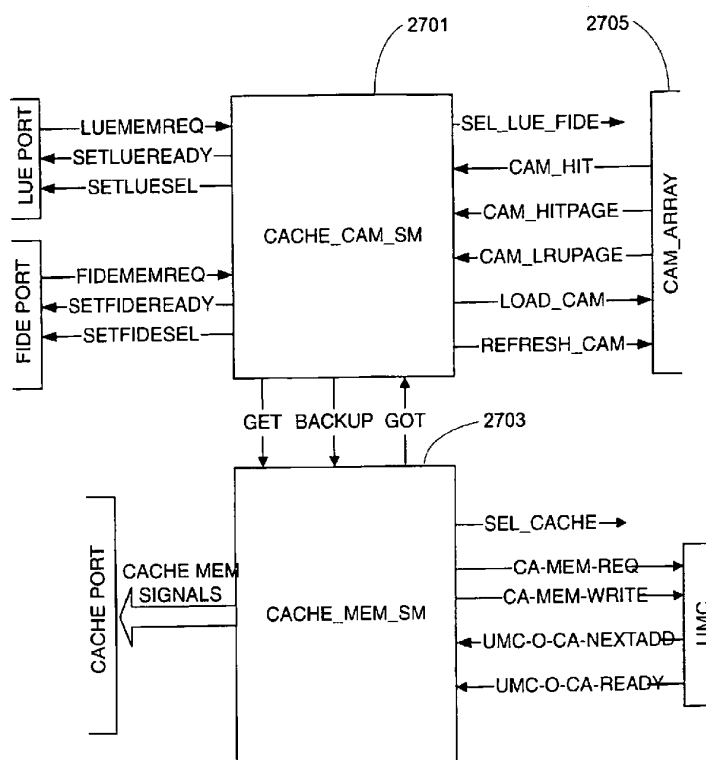 2701
2705
LUE PORT
LUEMEMREQ
SETLUEREADY
SETLUESEL
FIDE PORT
FIDEMEMREQ
SETFIDEREADY
SETFIDESEL
CACHE_CAM_SM
SEL_LUE_FIDE
CAM_HIT
CAM_HITPAGE
CAM_LRUPAGE
LOAD_CAM
REFRESH_CAM
CAM_ARRAY
GET BACKUP GOT
2703
CACHE PORT
CACHE MEM
SIGNALS
CACHE_MEM_SM
SEL_CACHE
CA-MEM-REQ
CA-MEM-WRITE
UMC-O-CA-NEXTADD
UMC-O-CA-READY
UMC